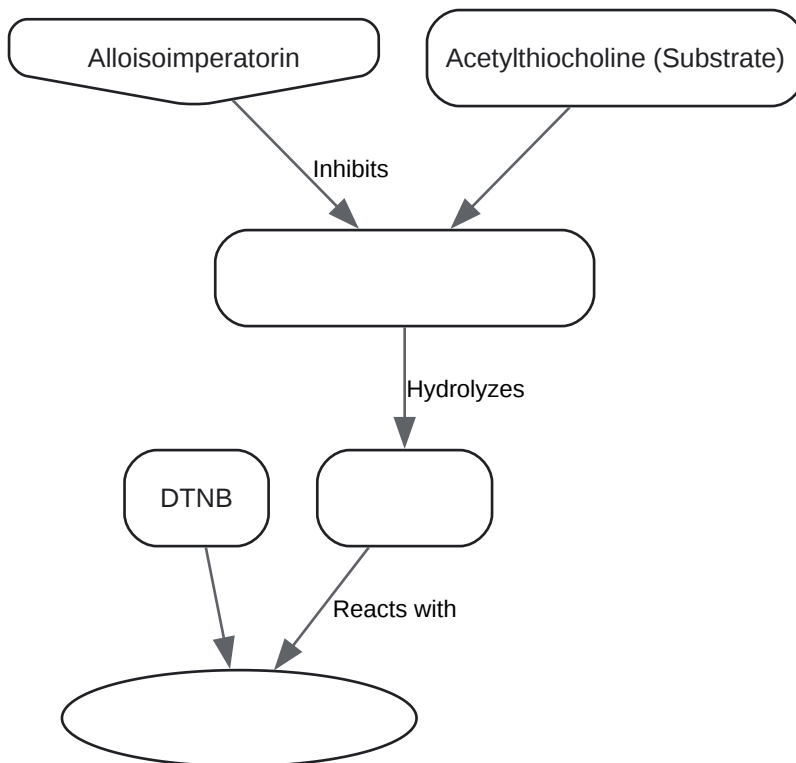 Alloisoimperatorin
Acetylthiocholine (Substrate)
Inhibits
Hydrolyzes
DTNB
Reacts with